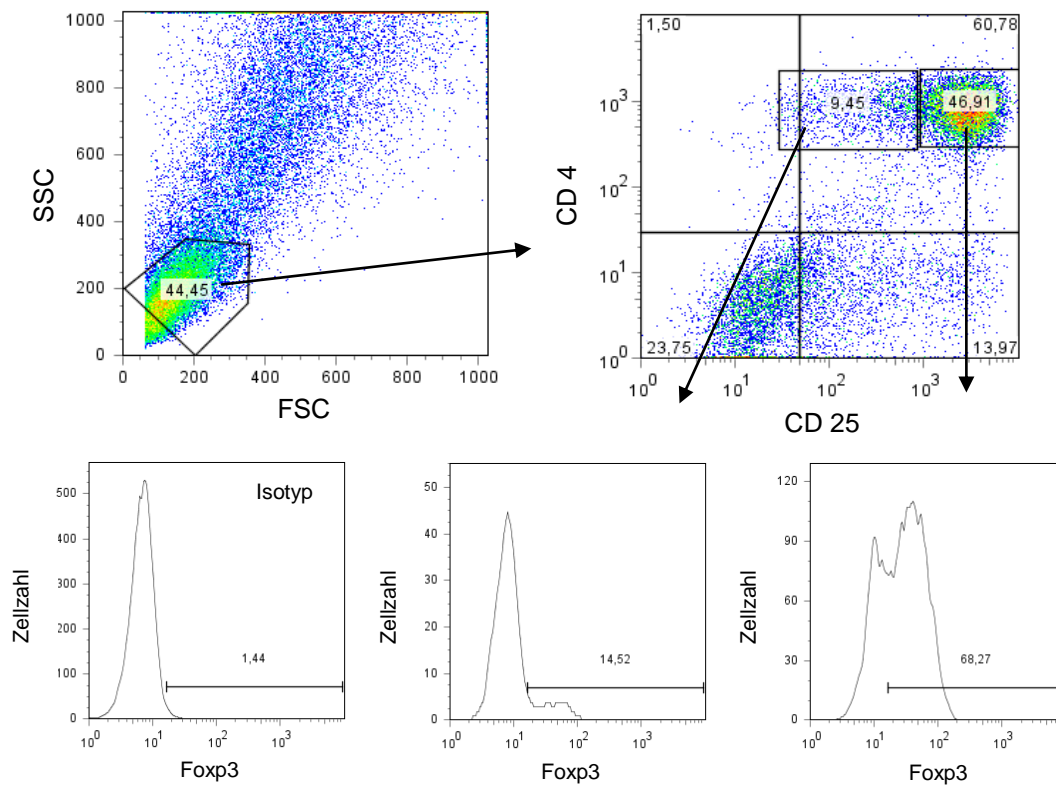 1000
800
600
400
200
0
SSC
44,45
0 200 400 600 800 1000
FSC
1,50 60,78
10³
10²
10¹
10⁰
CD 4
9,45 46,91
23,75 13,97
10⁰ 10¹ 10² 10³
CD 25
500
400
300
200
100
0
Zellzahl
Isotyp
1,44
10⁰ 10¹ 10² 10³
Foxp3
50
40
30
20
10
0
Zellzahl
14,52
10⁰ 10¹ 10² 10³
Foxp3
120
90
60
30
0
Zellzahl
68,27
10⁰ 10¹ 10² 10³
Foxp3